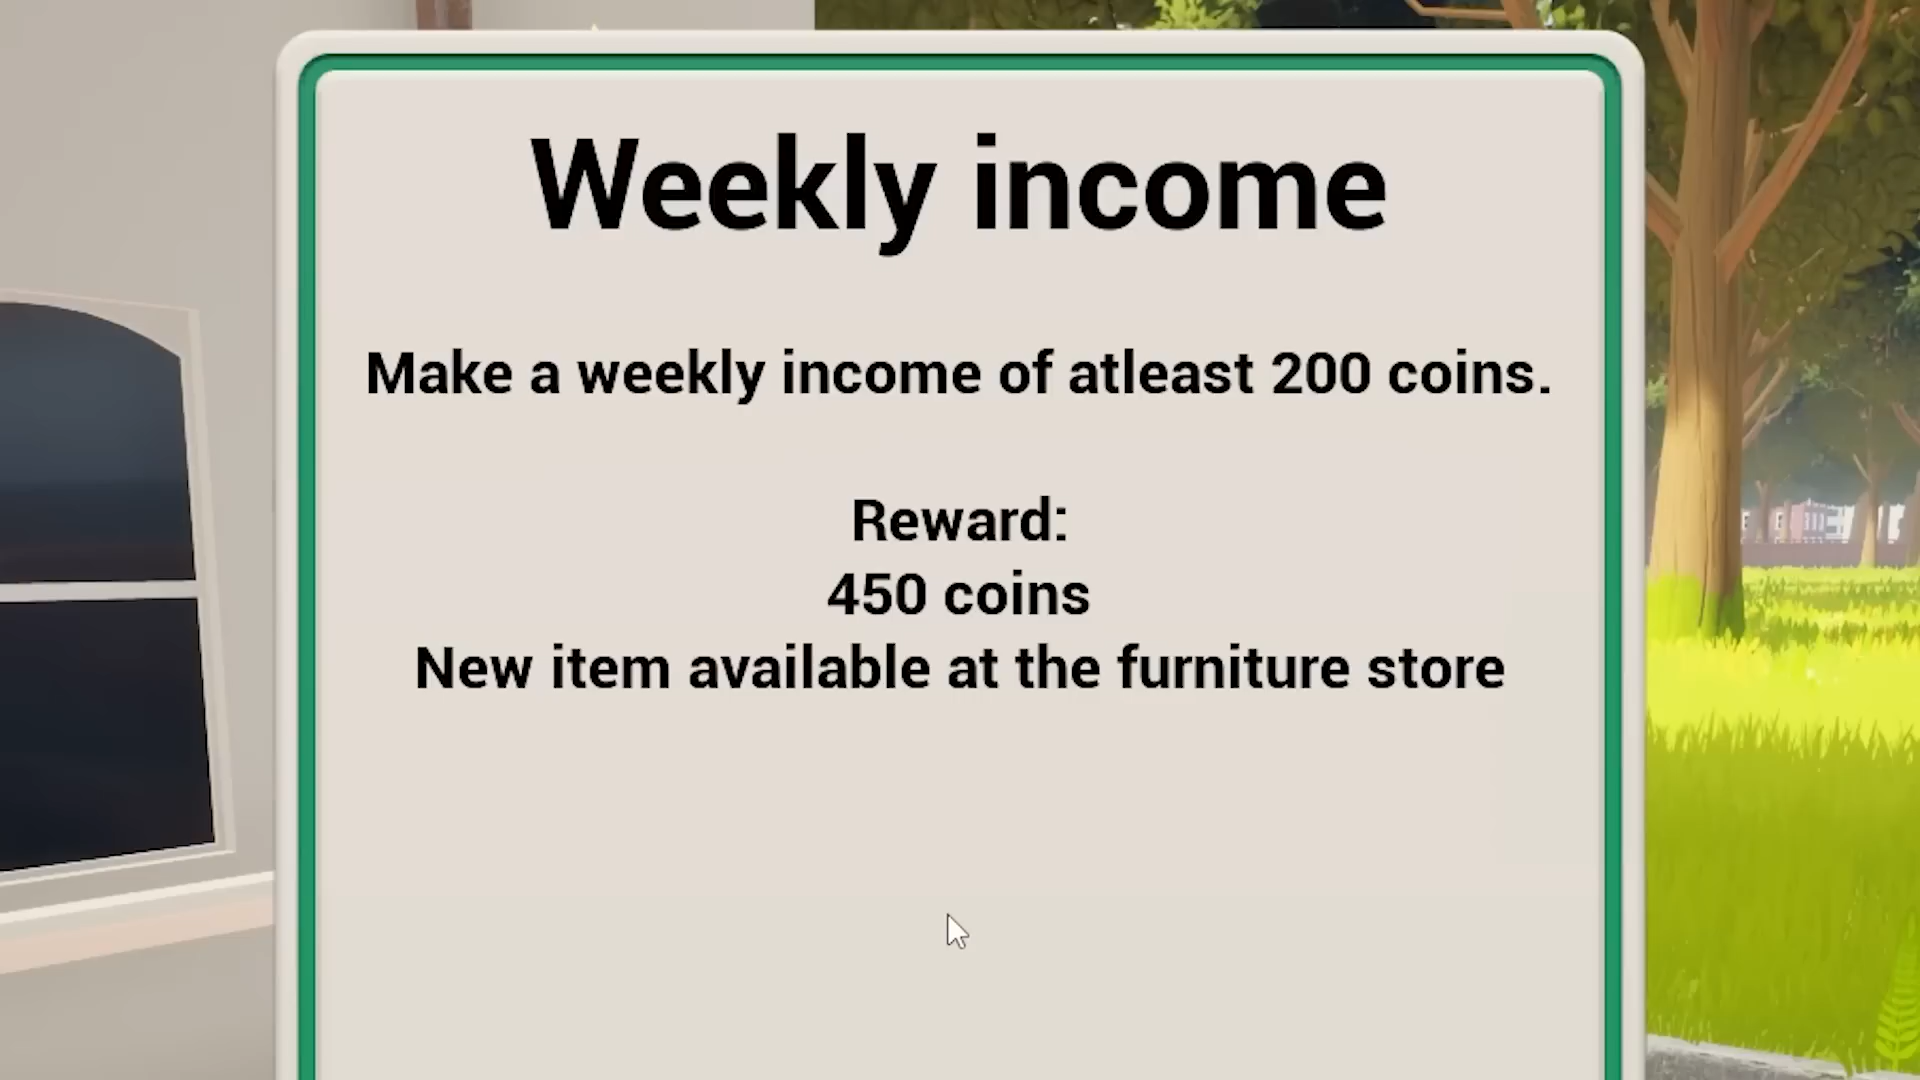 Weekly income
Make a weekly income of atleast 200 coins.
Reward:
450 coins
New item available at the furniture store